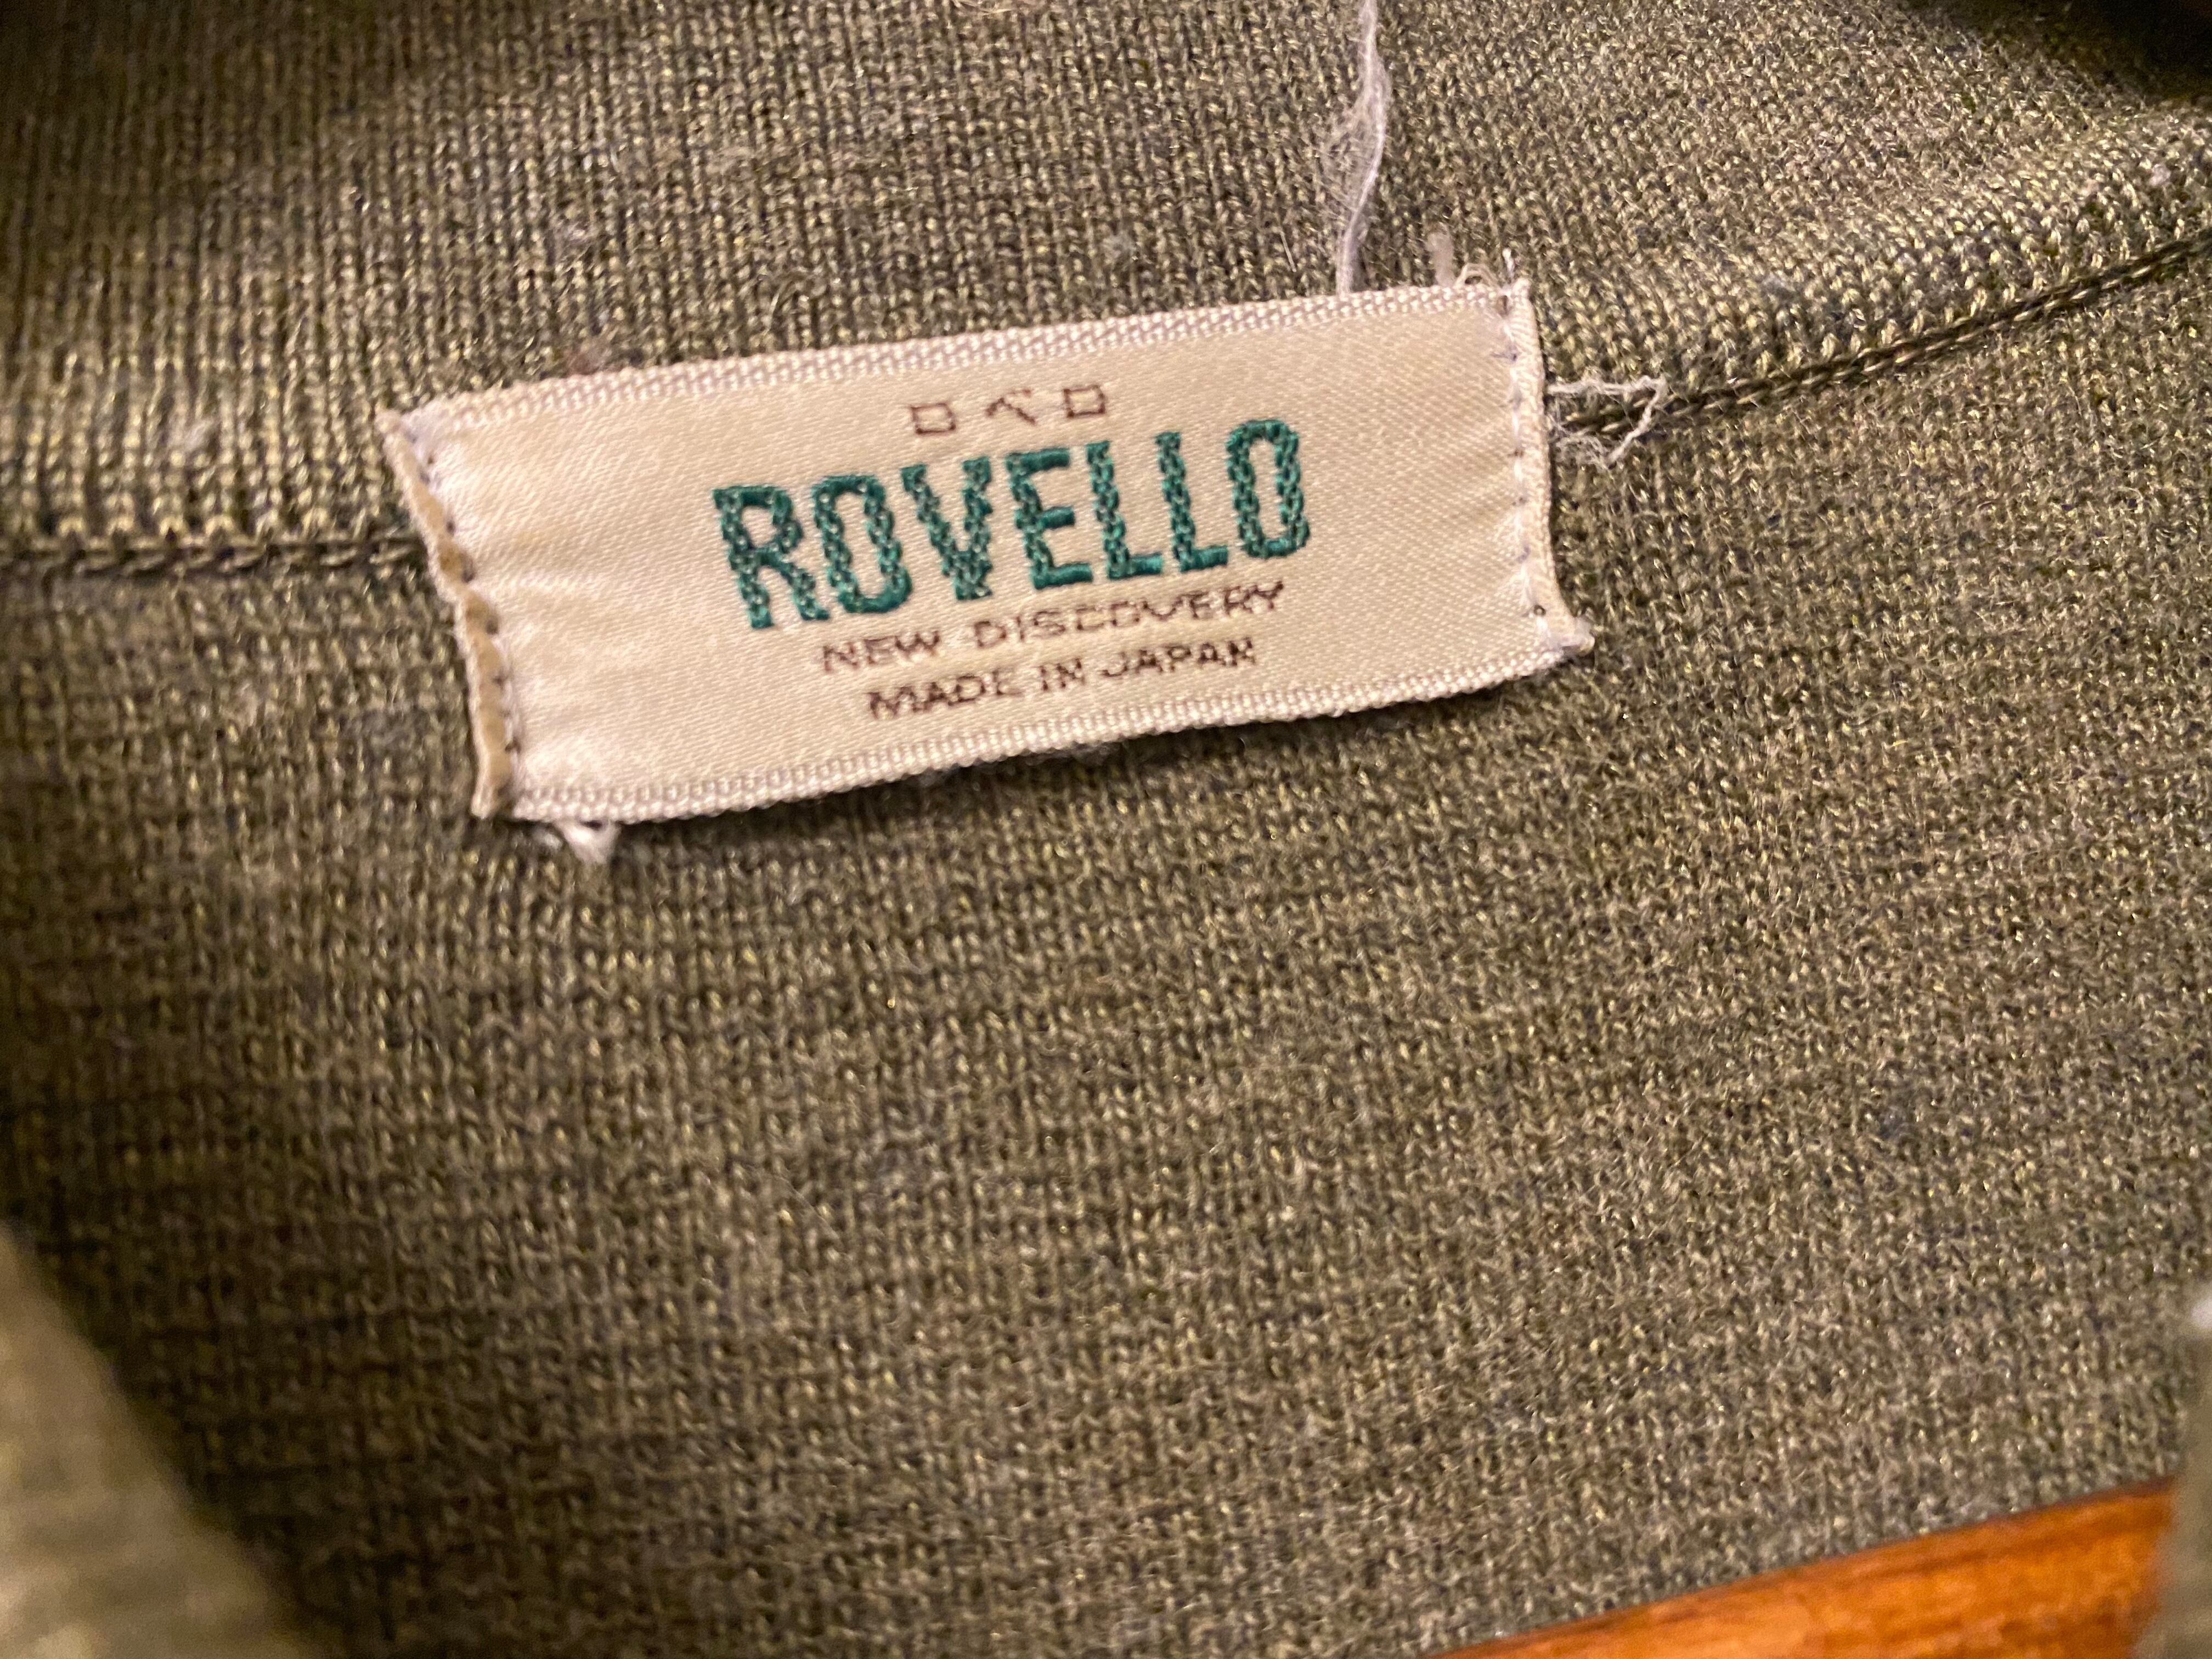 ロベロ
ROVELLO
NEW DISCOVERY
MADE IN JAPAN